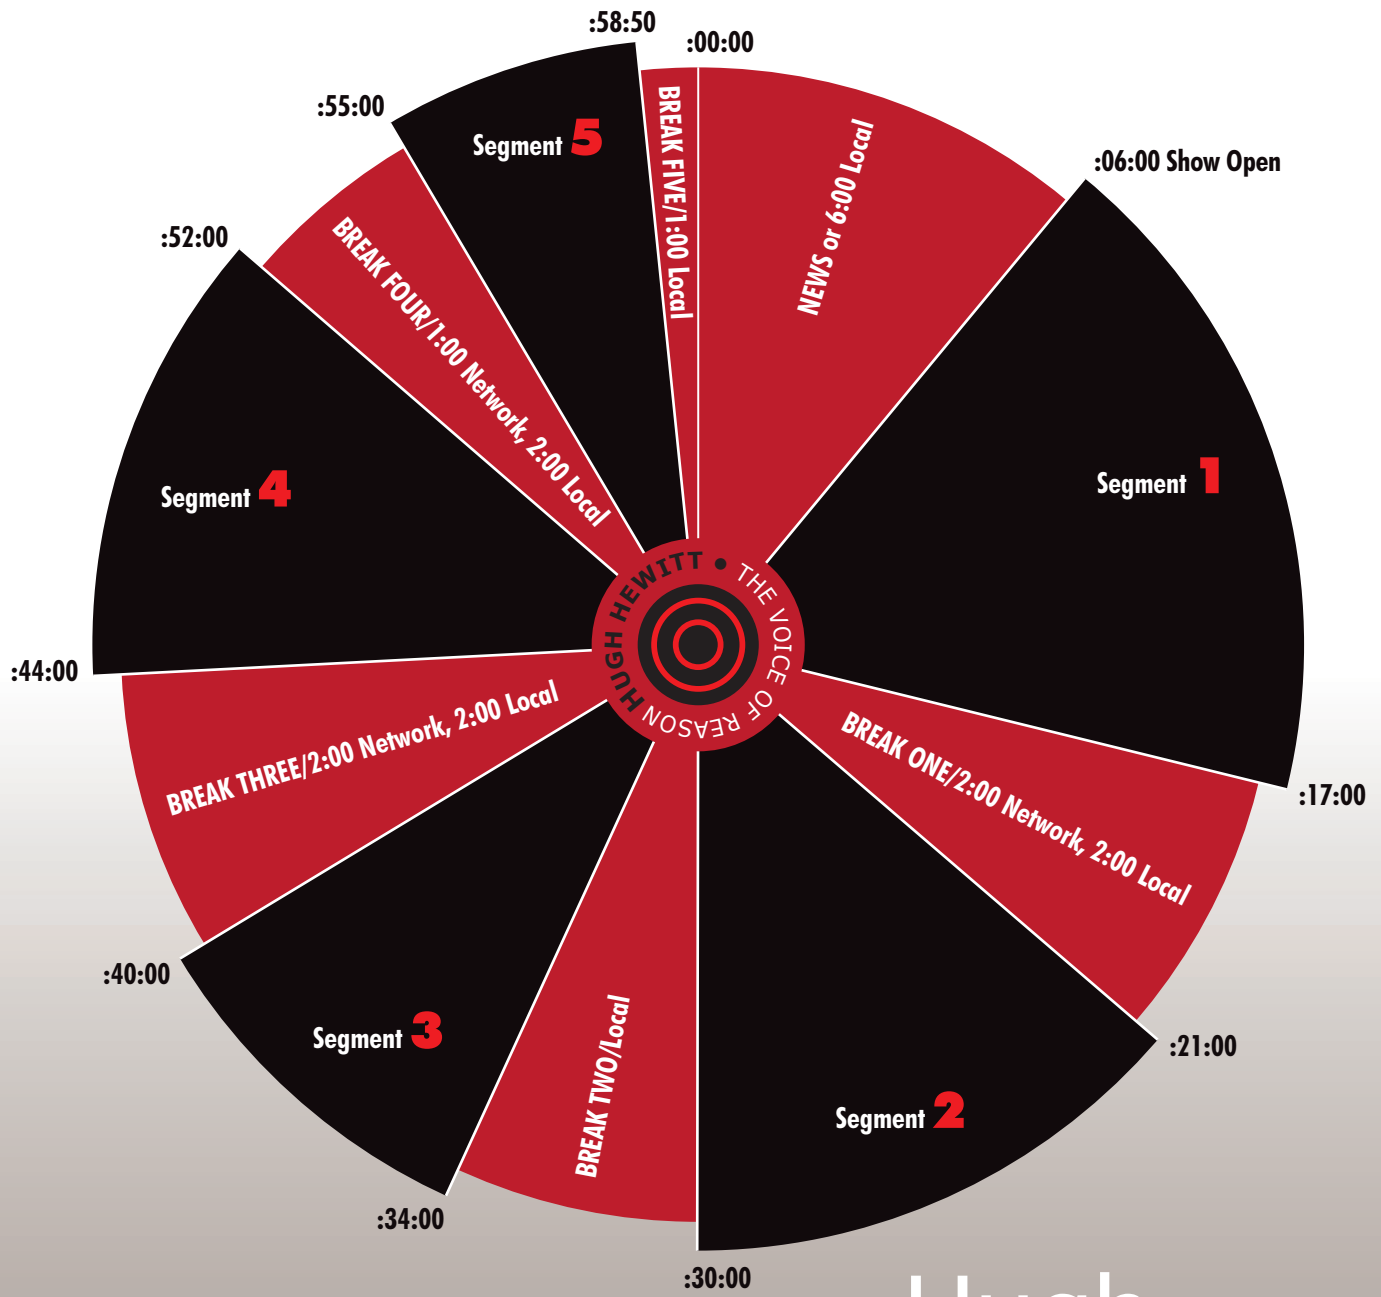 :58:50
:00:00
:55:00
Segment 5
BREAK FIVE/1:00 Local
NEWS or 6:00 Local
:06:00 Show Open
:52:00
BREAK FOUR/1:00 Network, 2:00 Local
Segment 4
Segment 1
HUGH HEWITT • THE VOICE OF REASON
:44:00
BREAK THREE/2:00 Network, 2:00 Local
BREAK ONE/2:00 Network, 2:00 Local
:17:00
:40:00
Segment 3
BREAK TWO/Local
Segment 2
:21:00
:34:00
:30:00
Hugh